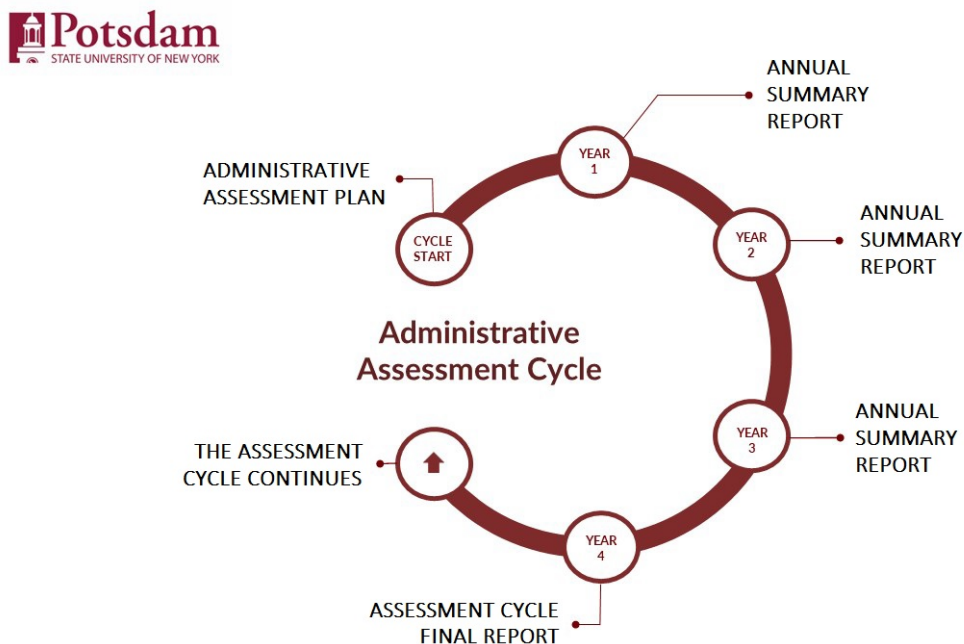 Potsdam
STATE UNIVERSITY OF NEW YORK
ADMINISTRATIVE
ASSESSMENT PLAN
CYCLE
START
YEAR
1
ANNUAL
SUMMARY
REPORT
YEAR
2
ANNUAL
SUMMARY
REPORT
Administrative
Assessment Cycle
YEAR
3
ANNUAL
SUMMARY
REPORT
YEAR
4
ASSESSMENT CYCLE
FINAL REPORT
THE ASSESSMENT
CYCLE CONTINUES